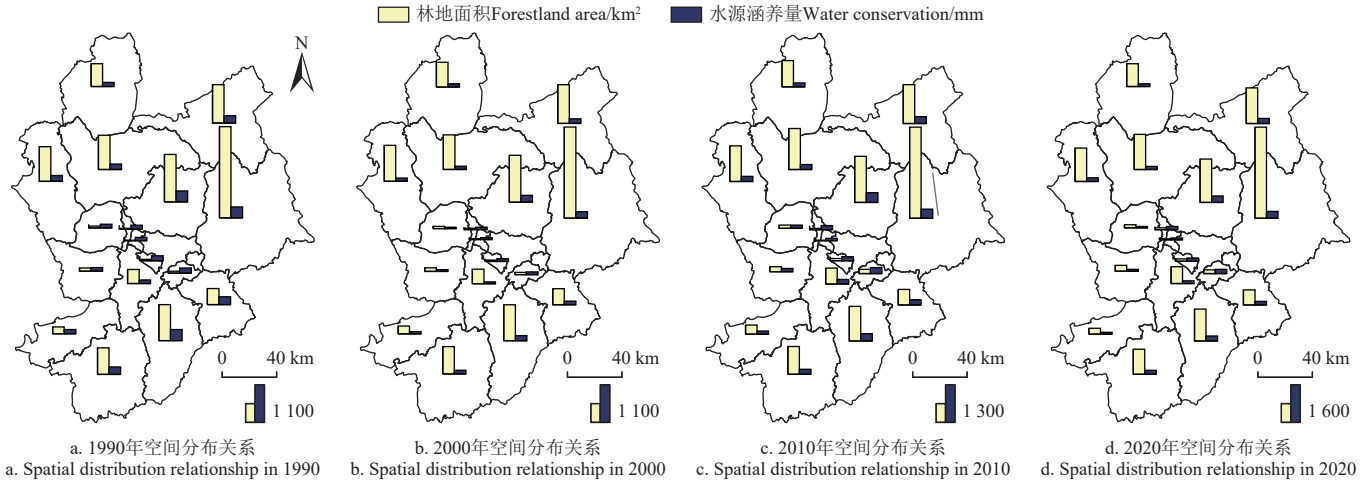 林地面积Forestland area/km² 水源涵养量Water conservation/mm
N
0 40 km 0 40 km 0 40 km 0 40 km
1 100 1 100 1 300 1 600
a. 1990年空间分布关系 b. 2000年空间分布关系 c. 2010年空间分布关系 d. 2020年空间分布关系
a. Spatial distribution relationship in 1990 b. Spatial distribution relationship in 2000 c. Spatial distribution relationship in 2010 d. Spatial distribution relationship in 2020